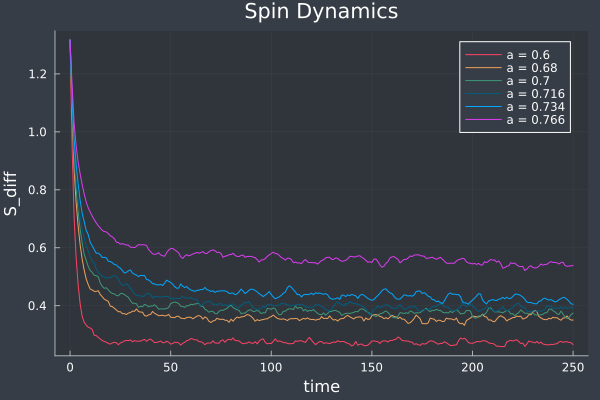 Spin Dynamics
a = 0.6
a = 0.68
a = 0.7
a = 0.716
a = 0.734
a = 0.766
S_diff
1.2
1.0
0.8
0.6
0.4
0 50 100 150 200 250
time